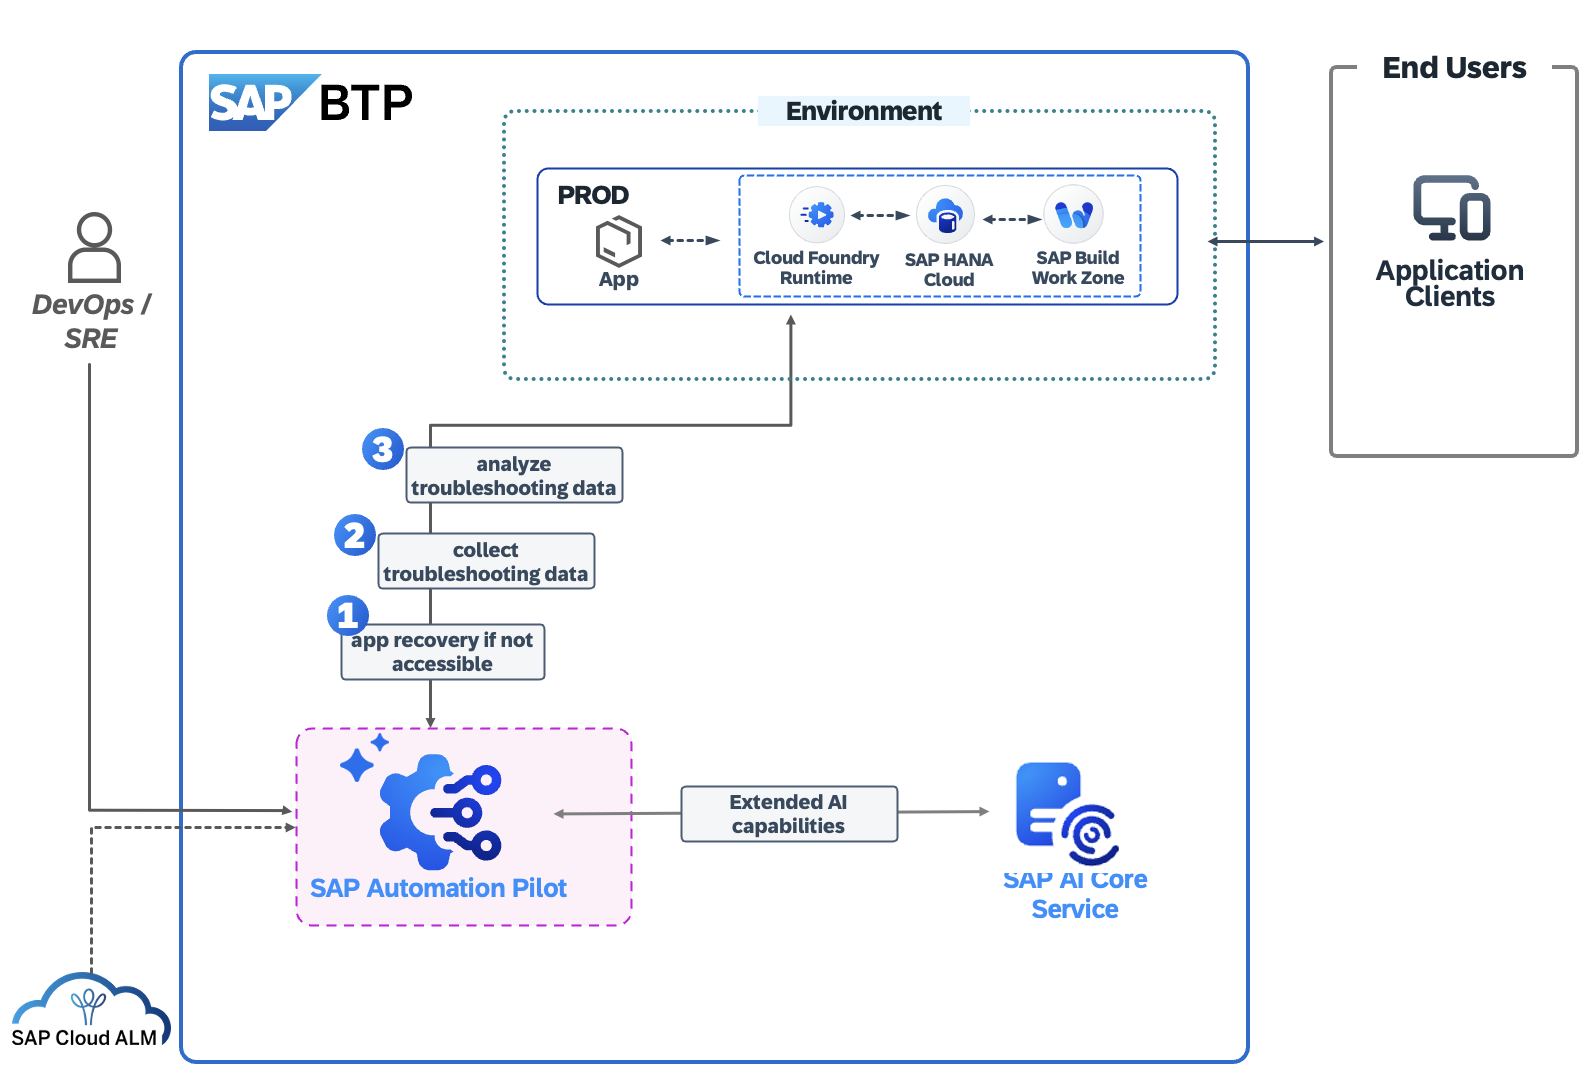 SAP BTP
Environment
End Users
PROD
App
Cloud Foundry
Runtime
SAP HANA
Cloud
SAP Build
Work Zone
Application
Clients
DevOps /
SRE
3
analyze
troubleshooting data
2
collect
troubleshooting data
1
app recovery if not
accessible
SAP Automation Pilot
Extended AI
capabilities
SAP AI Core
Service
SAP Cloud ALM